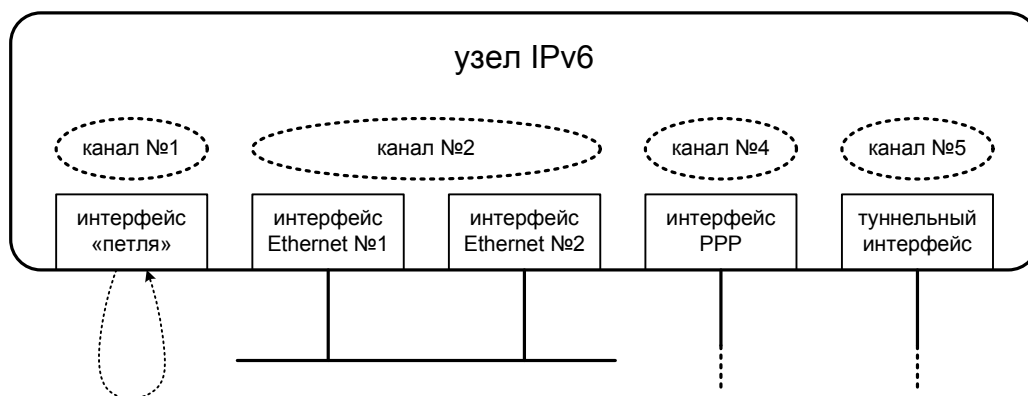 узел IPv6
канал №1
канал №2
канал №4
канал №5
интерфейс
«петля»
интерфейс
Ethernet №1
интерфейс
Ethernet №2
интерфейс
PPP
туннельный
интерфейс